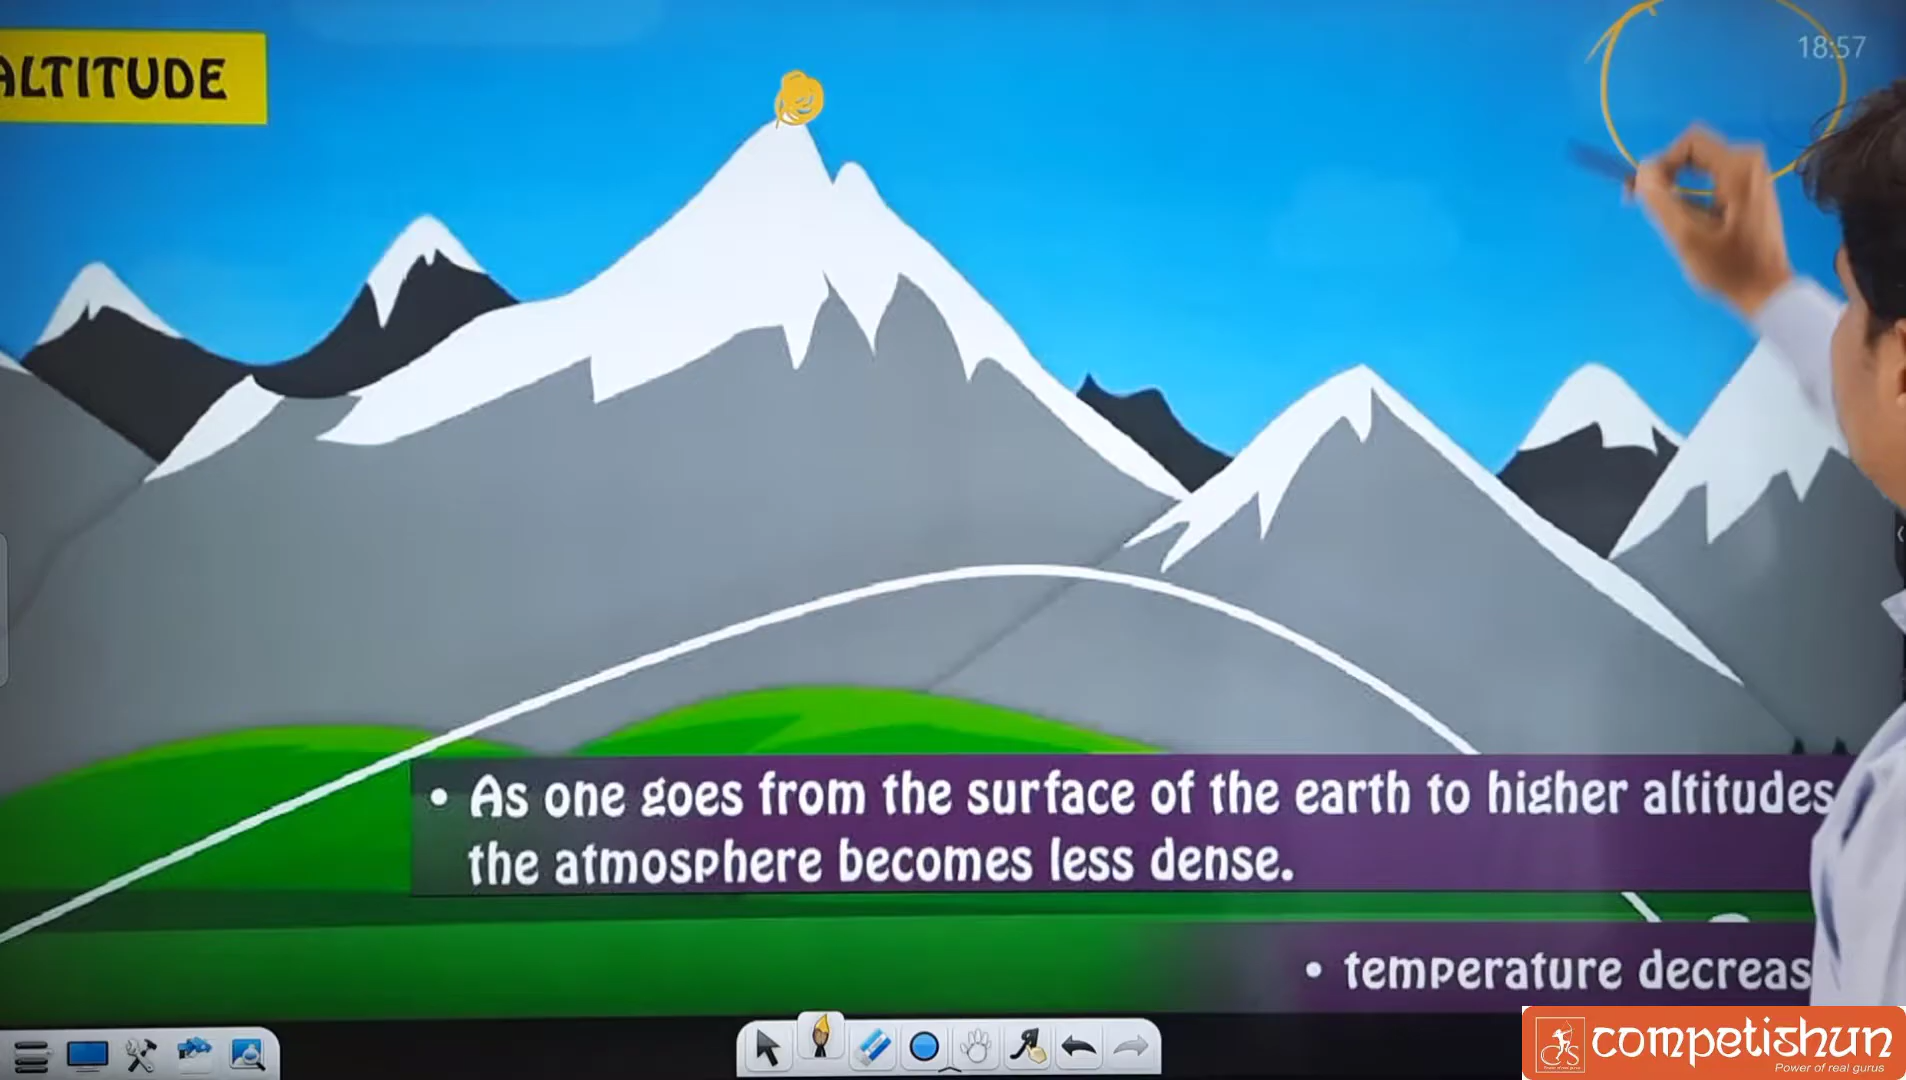 ALTITUDE
18:57
• As one goes from the surface of the earth to higher altitudes
the atmosphere becomes less dense.
• temperature decreas
competishun
Power of real gurus